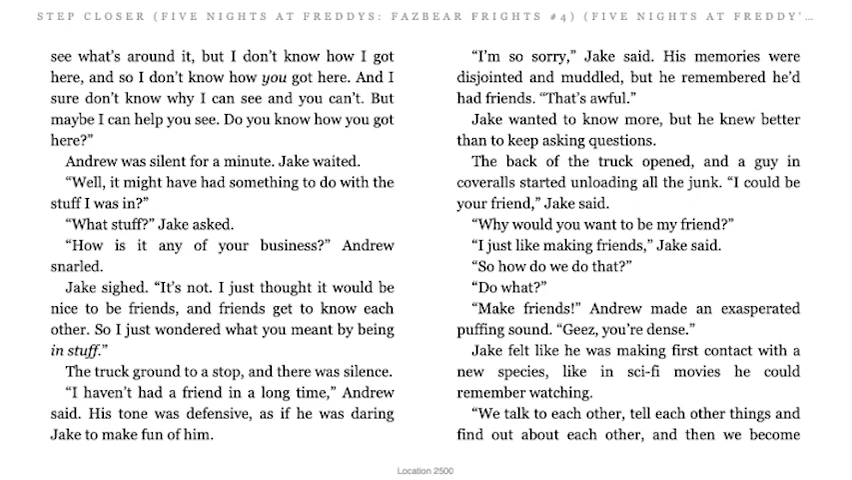 STEP CLOSER (FIVE NIGHTS AT FREDDYS: FAZBEAR FRIGHTS #4) (FIVE NIGHTS AT FREDDY'...
see what's around it, but I don't know how I got
here, and so I don't know how you got here. And I
sure don't know why I can see and you can't. But
maybe I can help you see. Do you know how you got
here?”
Andrew was silent for a minute. Jake waited.
“Well, it might have had something to do with the
stuff I was in?”
“What stuff?” Jake asked.
“How is it any of your business?” Andrew
snarled.
Jake sighed. “It's not. I just thought it would be
nice to be friends, and friends get to know each
other. So I just wondered what you meant by being
in stuff.”
The truck ground to a stop, and there was silence.
“I haven't had a friend in a long time,” Andrew
said. His tone was defensive, as if he was daring
Jake to make fun of him.
“I'm so sorry,” Jake said. His memories were
disjointed and muddled, but he remembered he'd
had friends. “That's awful.”
Jake wanted to know more, but he knew better
than to keep asking questions.
The back of the truck opened, and a guy in
coveralls started unloading all the junk. “I could be
your friend,” Jake said.
“Why would you want to be my friend?”
“I just like making friends,” Jake said.
“So how do we do that?”
“Do what?”
“Make friends!” Andrew made an exasperated
puffing sound. “Geez, you're dense.”
Jake felt like he was making first contact with a
new species, like in sci-fi movies he could
remember watching.
“We talk to each other, tell each other things and
find out about each other, and then we become
Location 2500